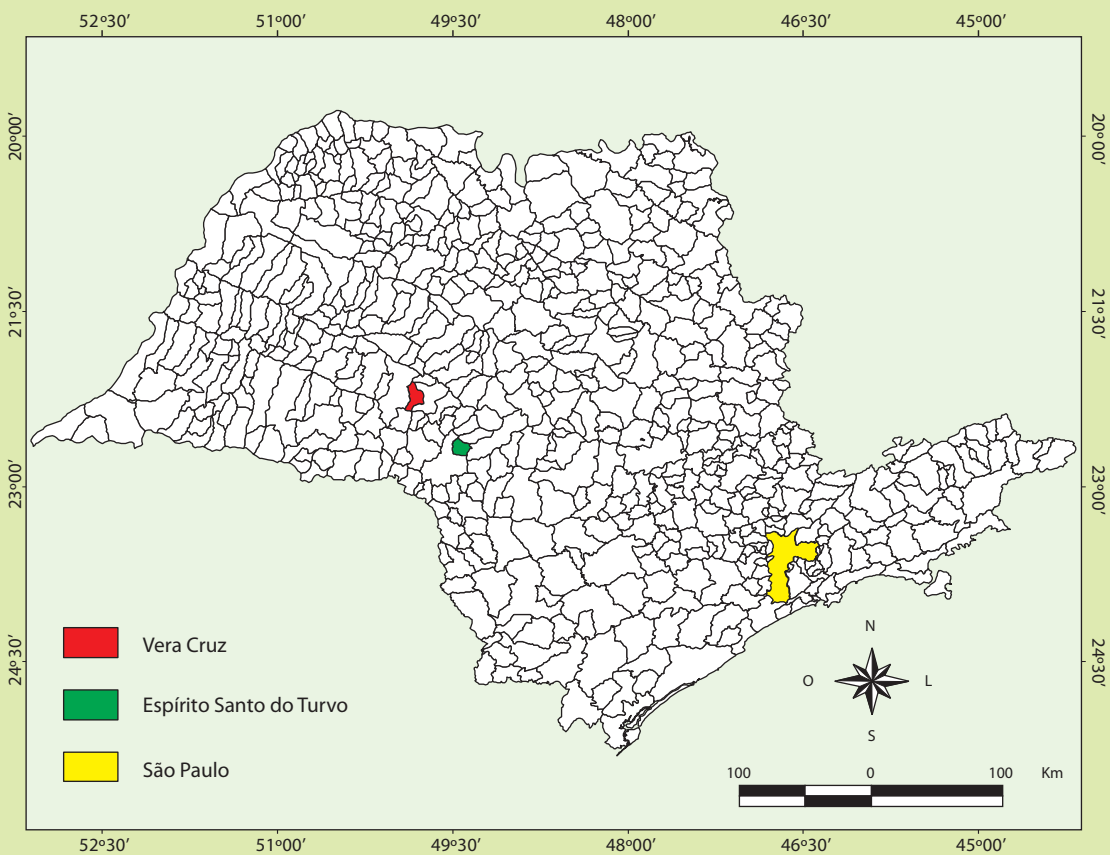 52º30′ 51º00′ 49º30′ 48º00′ 46º30′ 45º00′
20º00′ 20º00′
21º30′ 21º30′
23º00′ 23º00′
24º30′ 24º30′
Vera Cruz
Espírito Santo do Turvo
São Paulo
N
O L
S
100 0 100 Km
52º30′ 51º00′ 49º30′ 48º00′ 46º30′ 45º00′